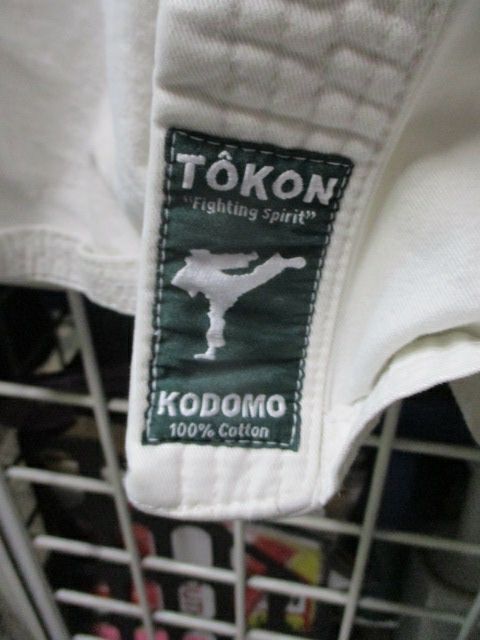 TÔKON
"Fighting Spirit"
KODOMO
100% Cotton